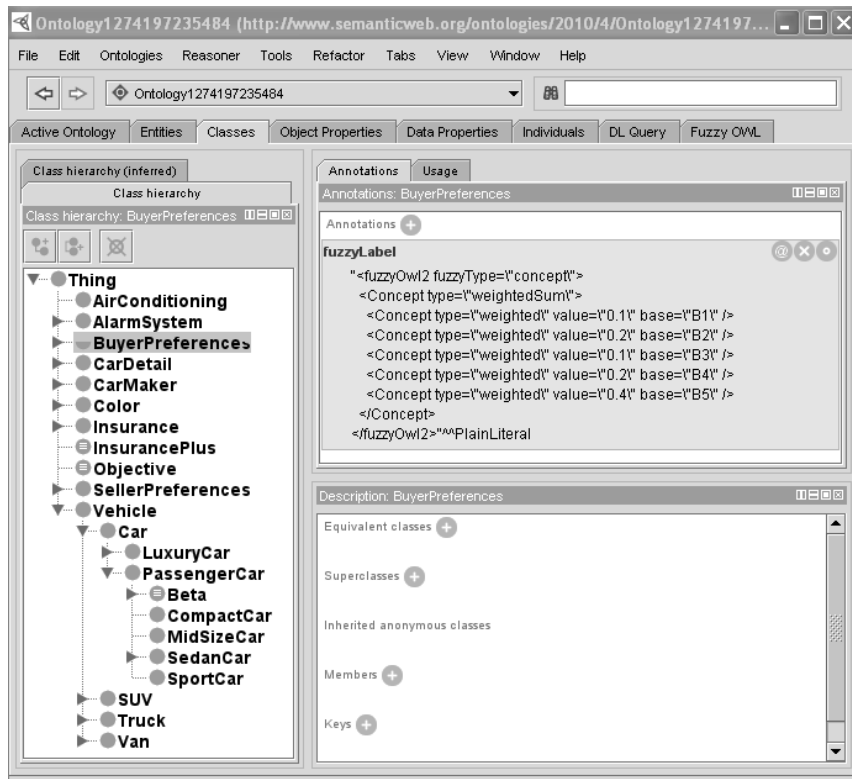 Ontology1274197235484 (http://www.semanticweb.org/ontologies/2010/4/Ontology1274197...
File Edit Ontologies Reasoner Tools Refactor Tabs View Window Help
Ontology1274197235484
Active Ontology Entities Classes Object Properties Data Properties Individuals DL Query Fuzzy OWL
Class hierarchy (inferred)
Class hierarchy
Class hierarchy: BuyerPreferences
Thing
AirConditioning
AlarmSystem
BuyerPreferences
CarDetail
CarMaker
Color
Insurance
InsurancePlus
Objective
SellerPreferences
Vehicle
Car
LuxuryCar
PassengerCar
Beta
CompactCar
MidSizeCar
SedanCar
SportCar
SUV
Truck
Van
Annotations Usage
Annotations: BuyerPreferences
Annotations
fuzzyLabel
"<fuzzyOwl2 fuzzyType=\"concept\">
<Concept type=\"weightedSum\">
<Concept type=\"weighted\" value=\"0.1\" base=\"B1\" />
<Concept type=\"weighted\" value=\"0.2\" base=\"B2\" />
<Concept type=\"weighted\" value=\"0.1\" base=\"B3\" />
<Concept type=\"weighted\" value=\"0.2\" base=\"B4\" />
<Concept type=\"weighted\" value=\"0.4\" base=\"B5\" />
</Concept>
</fuzzyOwl2>"^^PlainLiteral
Description: BuyerPreferences
Equivalent classes
Superclasses
Inherited anonymous classes
Members
Keys